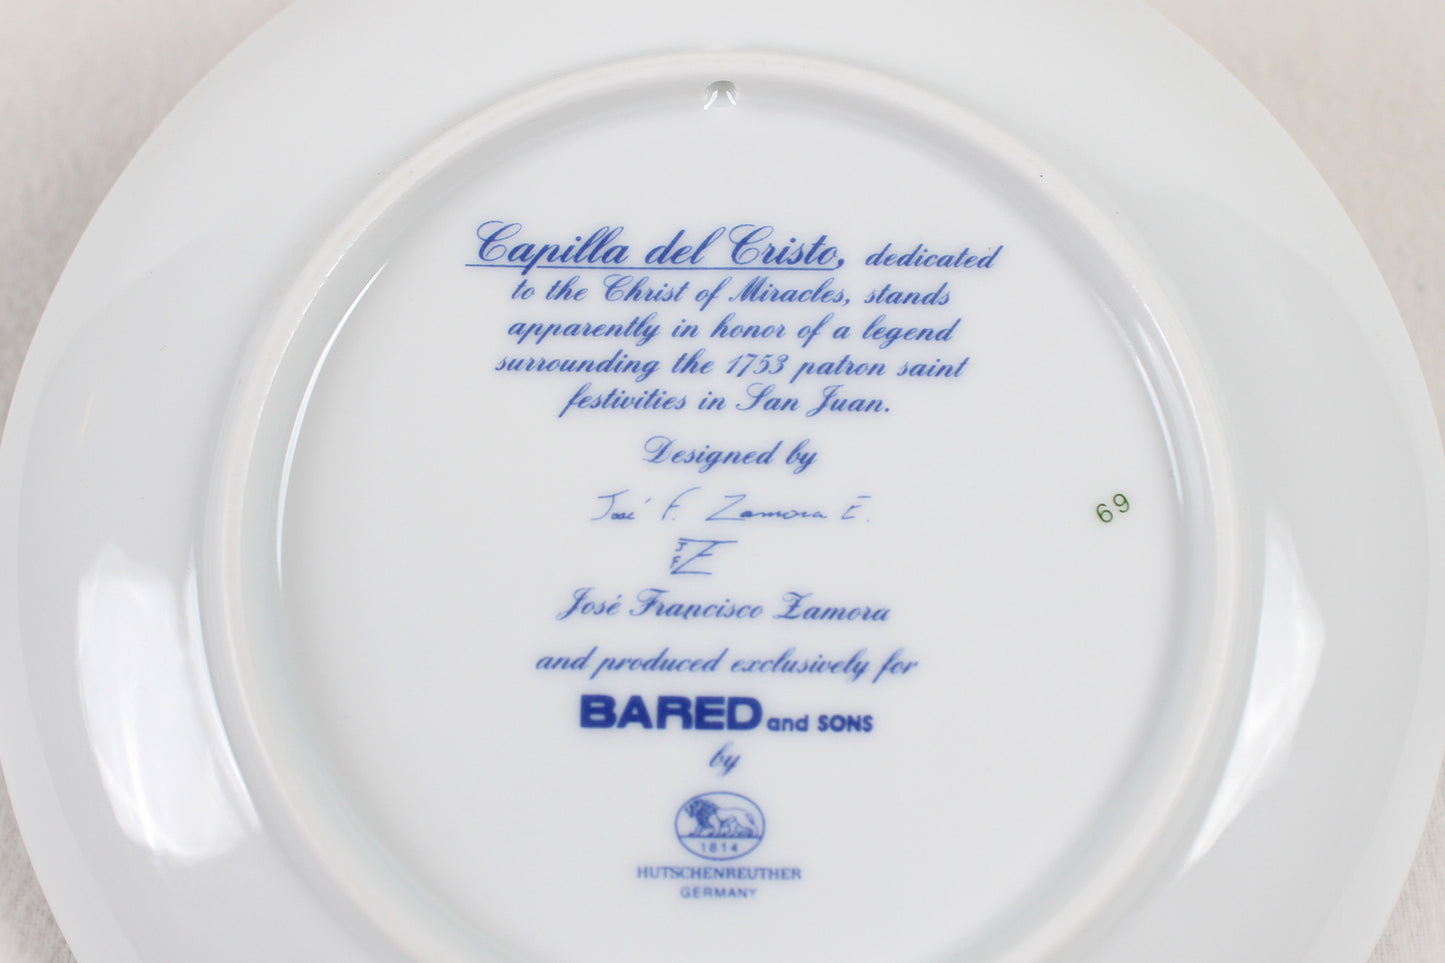 Capilla del Cristo, dedicated
to the Christ of Miracles, stands
apparently in honor of a legend
surrounding the 1753 patron saint
festivities in San Juan.
Designed by
José F. Zamora E.
JFZE
José Francisco Zamora
and produced exclusively for
BARED and SONS
by
1814
HUTSCHENREUTHER
GERMANY
69